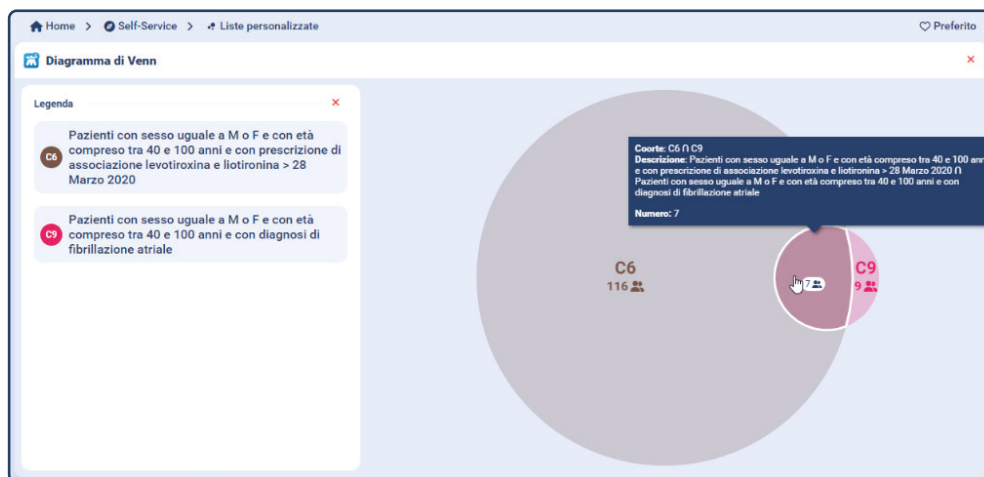 Home > Self-Service > Liste personalizzate
Preferito
Diagramma di Venn
Legenda
C6
Pazienti con sesso uguale a M o F e con età
compreso tra 40 e 100 anni e con prescrizione di
associazione levotiroxina e liotironina > 28
Marzo 2020
C9
Pazienti con sesso uguale a M o F e con età
compreso tra 40 e 100 anni e con diagnosi di
fibrillazione atriale
Coorte: C6 ∩ C9
Descrizione: Pazienti con sesso uguale a M o F e con età compreso tra 40 e 100 ann
e con prescrizione di associazione levotiroxina e liotironina > 28 Marzo 2020 ∩
Pazienti con sesso uguale a M o F e con età compreso tra 40 e 100 anni e con
diagnosi di fibrillazione atriale
Numero: 7
C6
116
7
C9
9